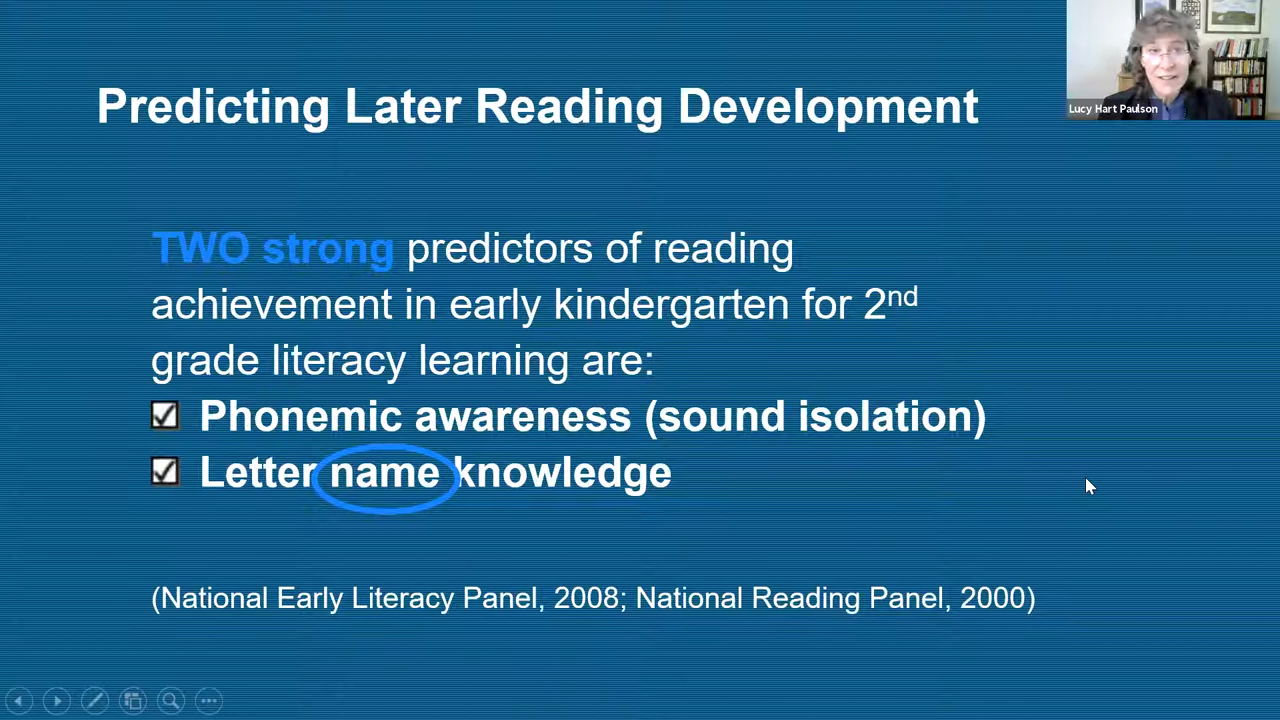 Predicting Later Reading Development
Lucy Hart Paulson
TWO strong predictors of reading
achievement in early kindergarten for 2nd
grade literacy learning are:
Phonemic awareness (sound isolation)
Letter name knowledge
(National Early Literacy Panel, 2008; National Reading Panel, 2000)